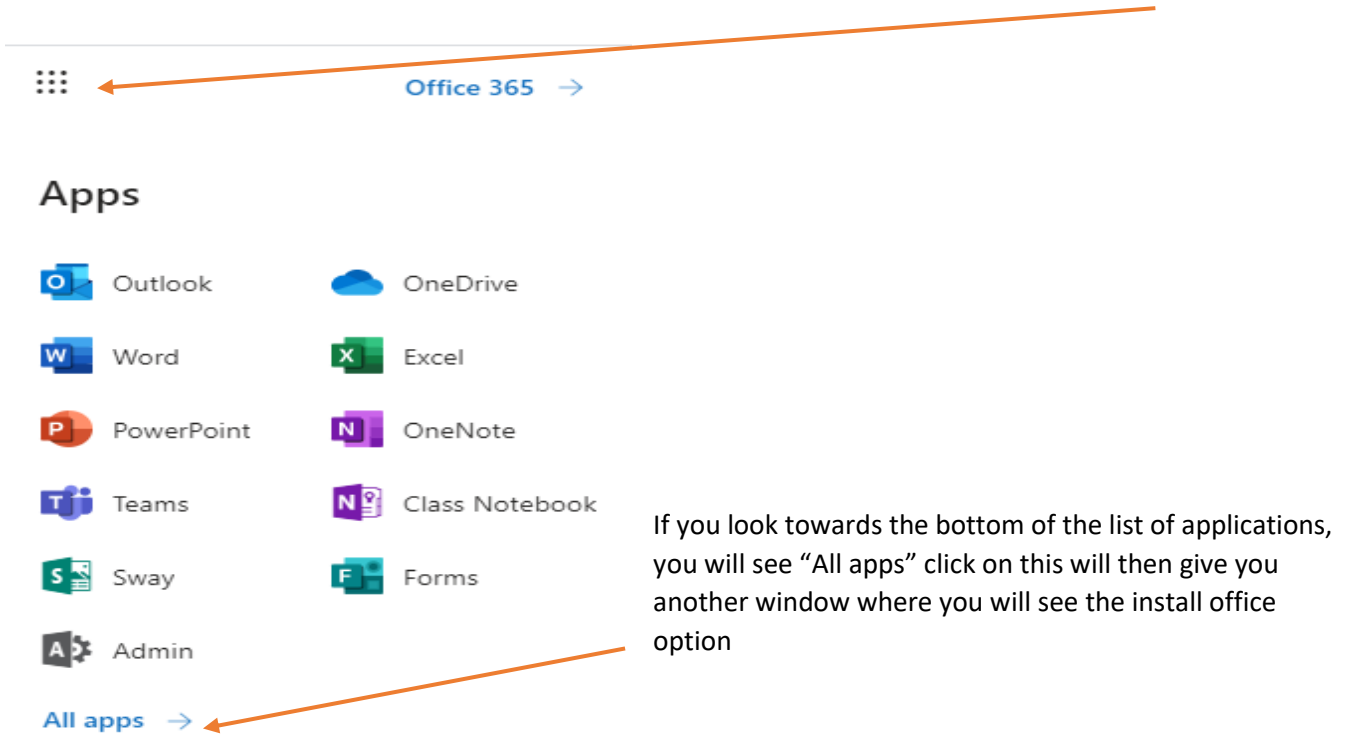 Office 365 →
Apps
Outlook OneDrive
Word Excel
PowerPoint OneNote
Teams Class Notebook
Sway Forms
Admin
All apps →
If you look towards the bottom of the list of applications,
you will see “All apps” click on this will then give you
another window where you will see the install office
option